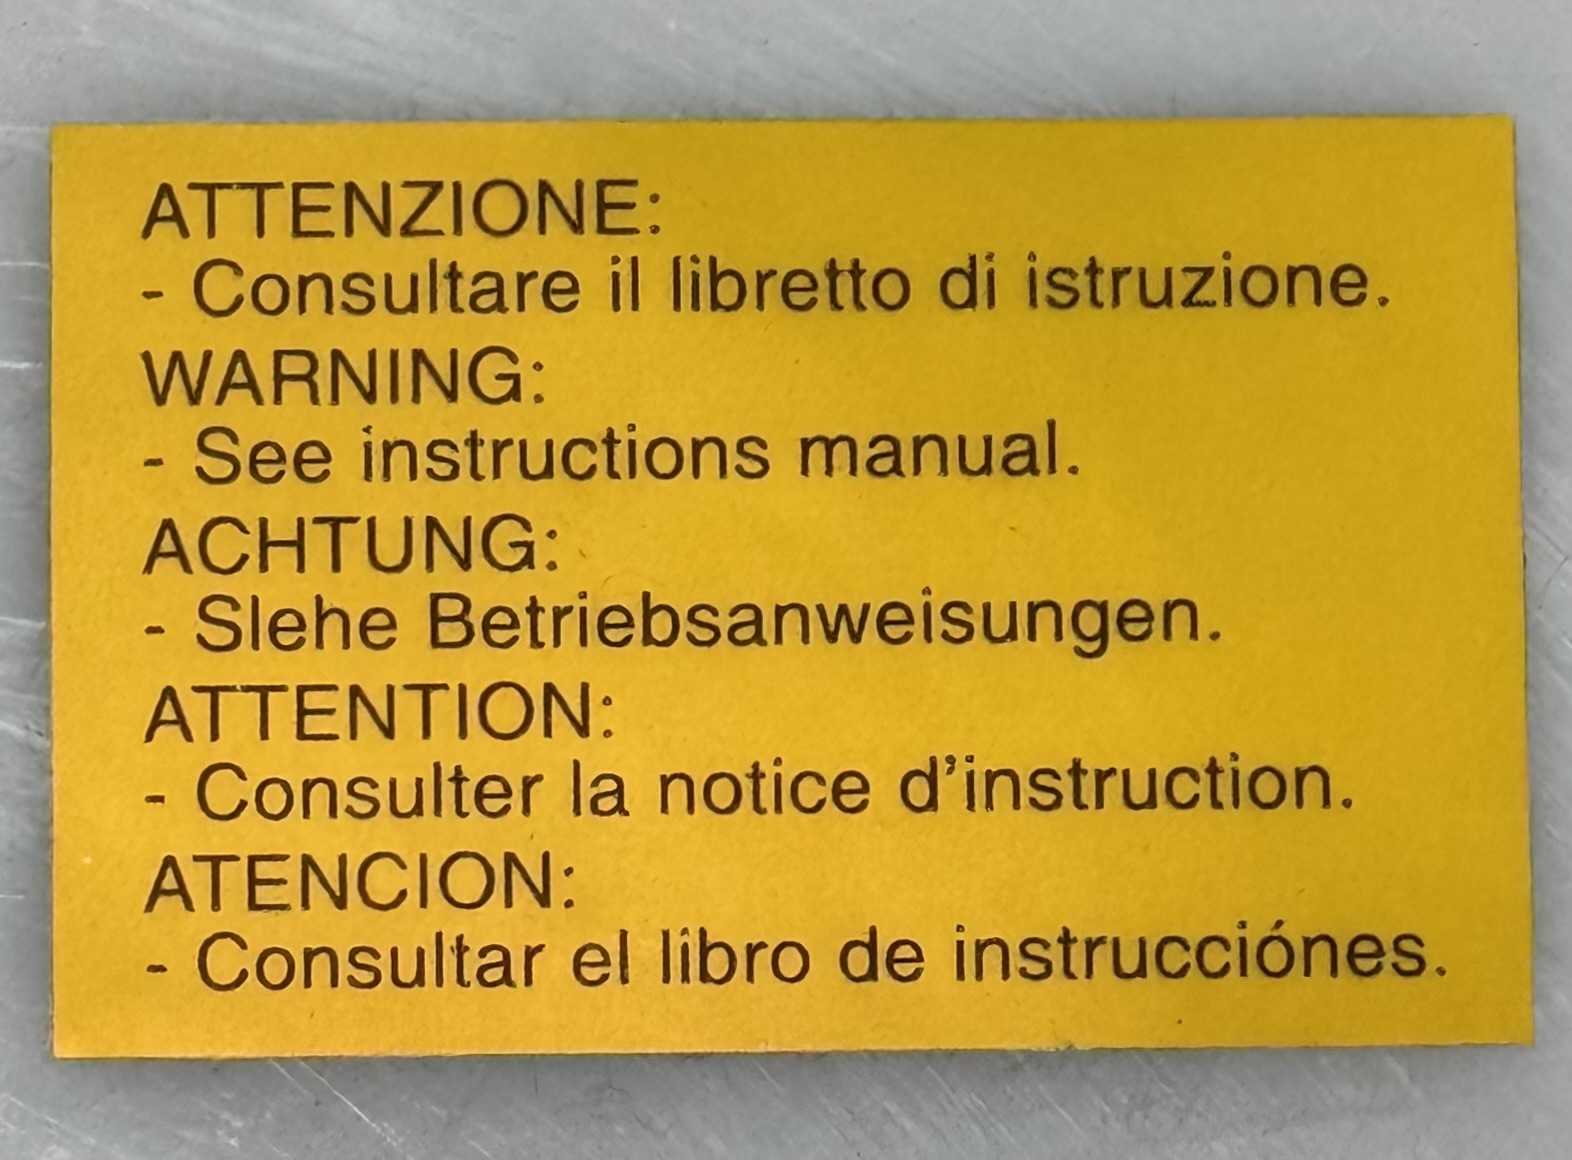 ATTENZIONE:
- Consultare il libretto di istruzione.
WARNING:
- See instructions manual.
ACHTUNG:
- Slehe Betriebsanweisungen.
ATTENTION:
- Consulter la notice d'instruction.
ATENCION:
- Consultar el libro de instrucciónes.